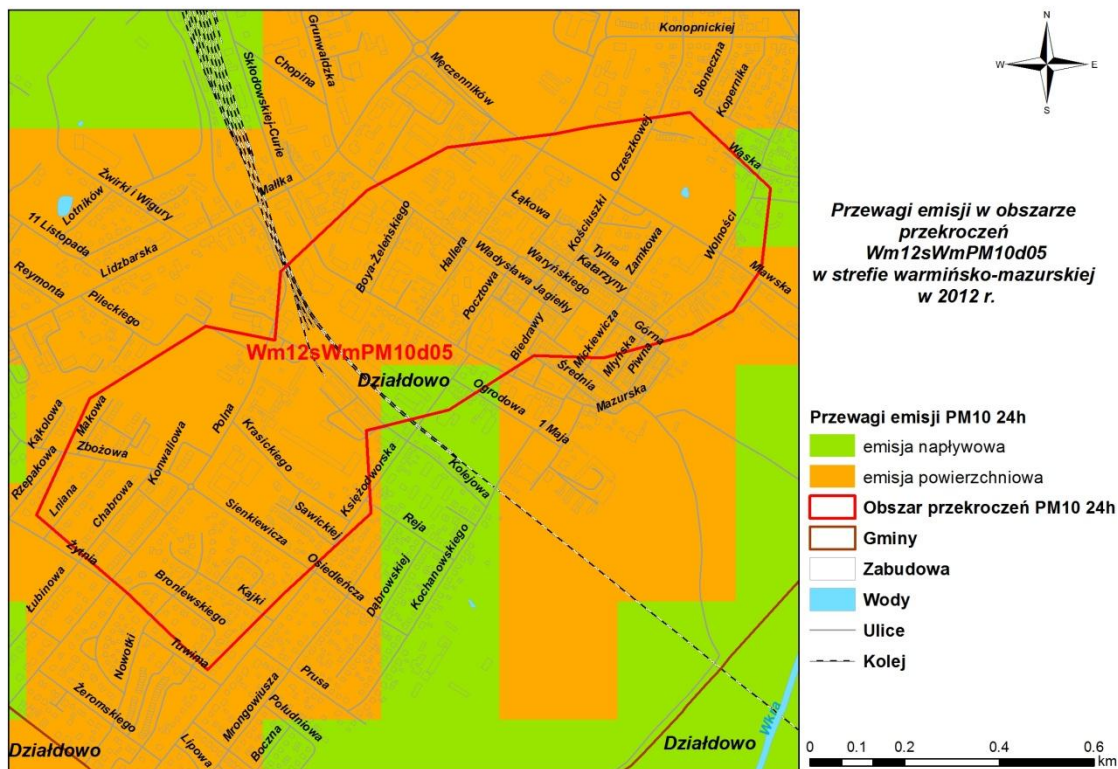 Konopnickiej
Grunwaldzka
Chopina
Skłodowskiej-Curie
Męczenników
Słoneczna
Kopernika
Orzeszkowej
Wąska
Małłka
Żwirki i Wigury
Lotników
11 Listopada
Lidzbarska
Reymonta
Pileckiego
Boya-Żeleńskiego
Hallera
Łąkowa
Kościuszki
Tylna
Katarzyny
Zamkowa
Wolności
Mławska
Władysława Jagiełły
Waryńskiego
Pocztowa
Biedrawy
Mickiewicza
Młyńska
Górna
Piwna
Średnia
Mazurska
Wm12sWmPM10d05
Działdowo
Ogrodowa
1 Maja
Kąkolowa
Makowa
Rzepakowa
Zbożowa
Lniana
Chabrowa
Konwaliowa
Polna
Krasickiego
Księżodworska
Kolejowa
Sienkiewicza
Sawickiej
Reja
Osiedleńcza
Dąbrowskiej
Kochanowskiego
Żytnia
Łubinowa
Broniewskiego
Kajki
Nowotki
Tuwima
Żeromskiego
Mrongowiusza
Prusa
Południowa
Boczna
Lipowa
Działdowo
Działdowo
Wkra
N
W
E
S
Przewagi emisji w obszarze
przekroczeń
Wm12sWmPM10d05
w strefie warmińsko-mazurskiej
w 2012 r.
Przewagi emisji PM10 24h
emisja napływowa
emisja powierzchniowa
Obszar przekroczeń PM10 24h
Gminy
Zabudowa
Wody
Ulice
Kolej
0 0.1 0.2 0.4 0.6
km